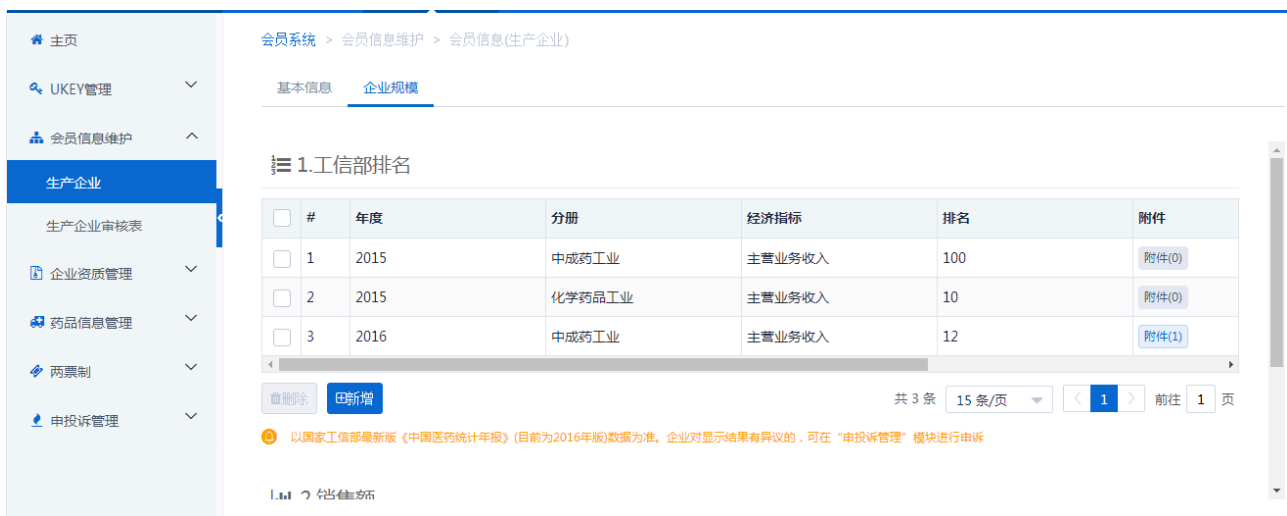 主页
UKEY管理
会员信息维护
生产企业
生产企业审核表
企业资质管理
药品信息管理
两票制
申投诉管理
会员系统 > 会员信息维护 > 会员信息(生产企业)
基本信息 企业规模
1.工信部排名
# 年度 分册 经济指标 排名 附件
1 2015 中成药工业 主营业务收入 100 附件(0)
2 2015 化学药品工业 主营业务收入 10 附件(0)
3 2016 中成药工业 主营业务收入 12 附件(1)
删除 新增 共 3 条 15 条/页 1 前往 1 页
以国家工信部最新版《中国医药统计年报》(目前为2016年版)数据为准。企业对显示结果有异议的，可在“申投诉管理”模块进行申诉
2.销售额